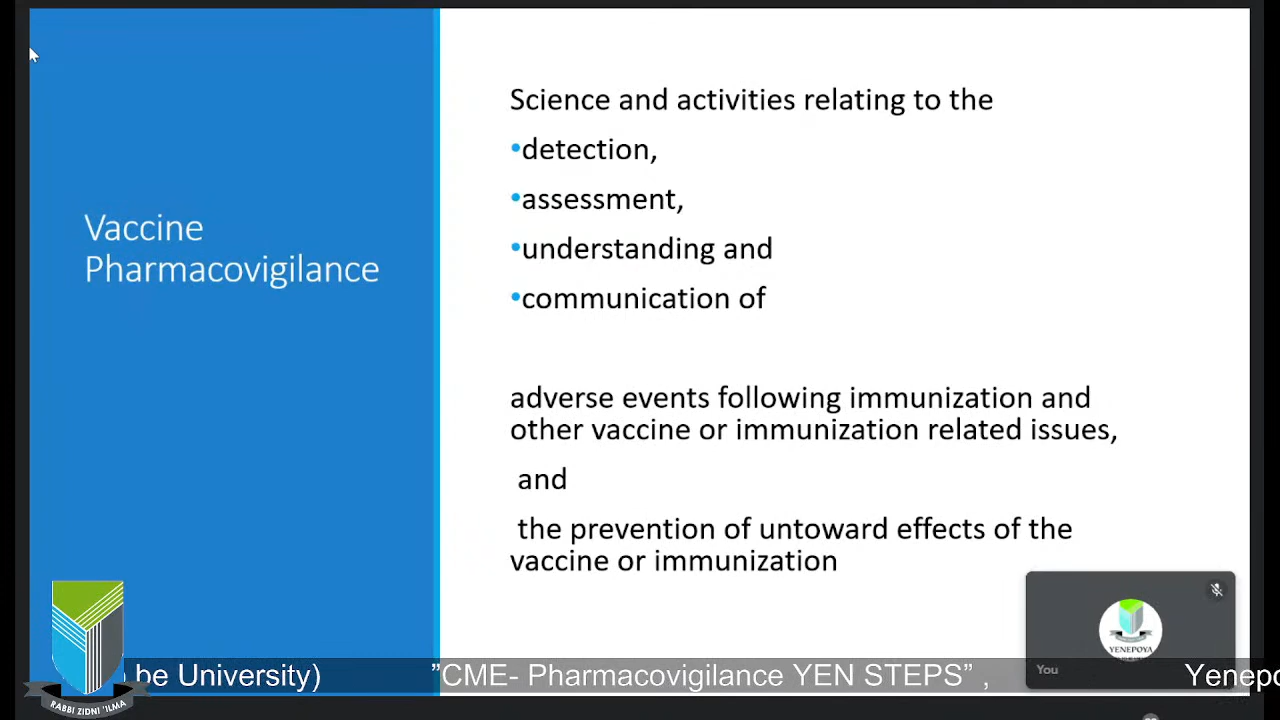 Vaccine
Pharmacovigilance
Science and activities relating to the
•detection,
•assessment,
•understanding and
•communication of
adverse events following immunization and
other vaccine or immunization related issues,
and
the prevention of untoward effects of the
vaccine or immunization
YENEPOYA
You
be University) ”CME- Pharmacovigilance YEN STEPS” , Yenepo
RABBI ZIDNI 'ILMA